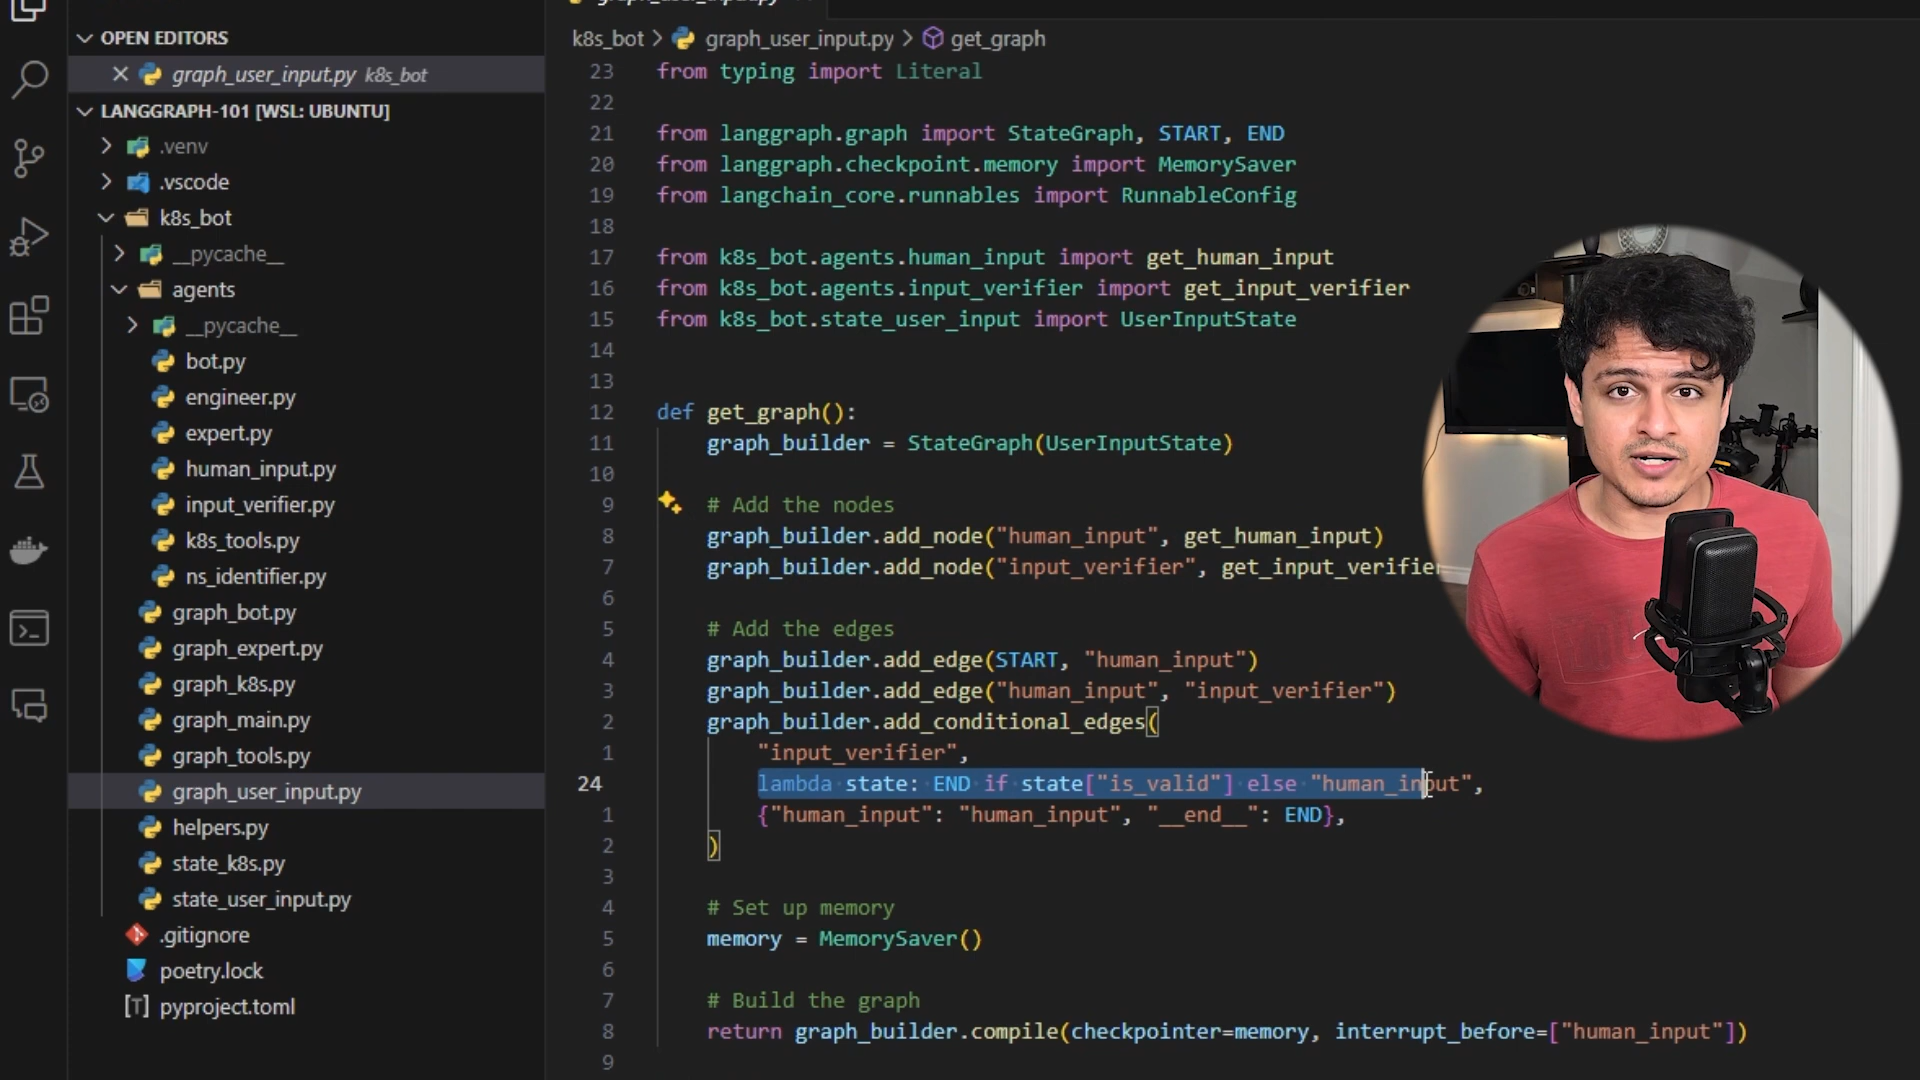 OPEN EDITORS
graph_user_input.py k8s_bot
LANGGRAPH-101 [WSL: UBUNTU]
.venv
.vscode
k8s_bot
__pycache__
agents
__pycache__
bot.py
engineer.py
expert.py
human_input.py
input_verifier.py
k8s_tools.py
ns_identifier.py
graph_bot.py
graph_expert.py
graph_k8s.py
graph_main.py
graph_tools.py
graph_user_input.py
helpers.py
state_k8s.py
state_user_input.py
.gitignore
poetry.lock
pyproject.toml
graph_user_input.py
k8s_bot > graph_user_input.py > get_graph
23 from typing import Literal
22
21 from langgraph.graph import StateGraph, START, END
20 from langgraph.checkpoint.memory import MemorySaver
19 from langchain_core.runnables import RunnableConfig
18
17 from k8s_bot.agents.human_input import get_human_input
16 from k8s_bot.agents.input_verifier import get_input_verifier
15 from k8s_bot.state_user_input import UserInputState
14
13
12 def get_graph():
11 graph_builder = StateGraph(UserInputState)
10
9 # Add the nodes
8 graph_builder.add_node("human_input", get_human_input)
7 graph_builder.add_node("input_verifier", get_input_verifier
6
5 # Add the edges
4 graph_builder.add_edge(START, "human_input")
3 graph_builder.add_edge("human_input", "input_verifier")
2 graph_builder.add_conditional_edges(
1 "input_verifier",
24 lambda state: END if state["is_valid"] else "human_input",
1 {"human_input": "human_input", "__end__": END},
2 )
3
4 # Set up memory
5 memory = MemorySaver()
6
7 # Build the graph
8 return graph_builder.compile(checkpointer=memory, interrupt_before=["human_input"])
9